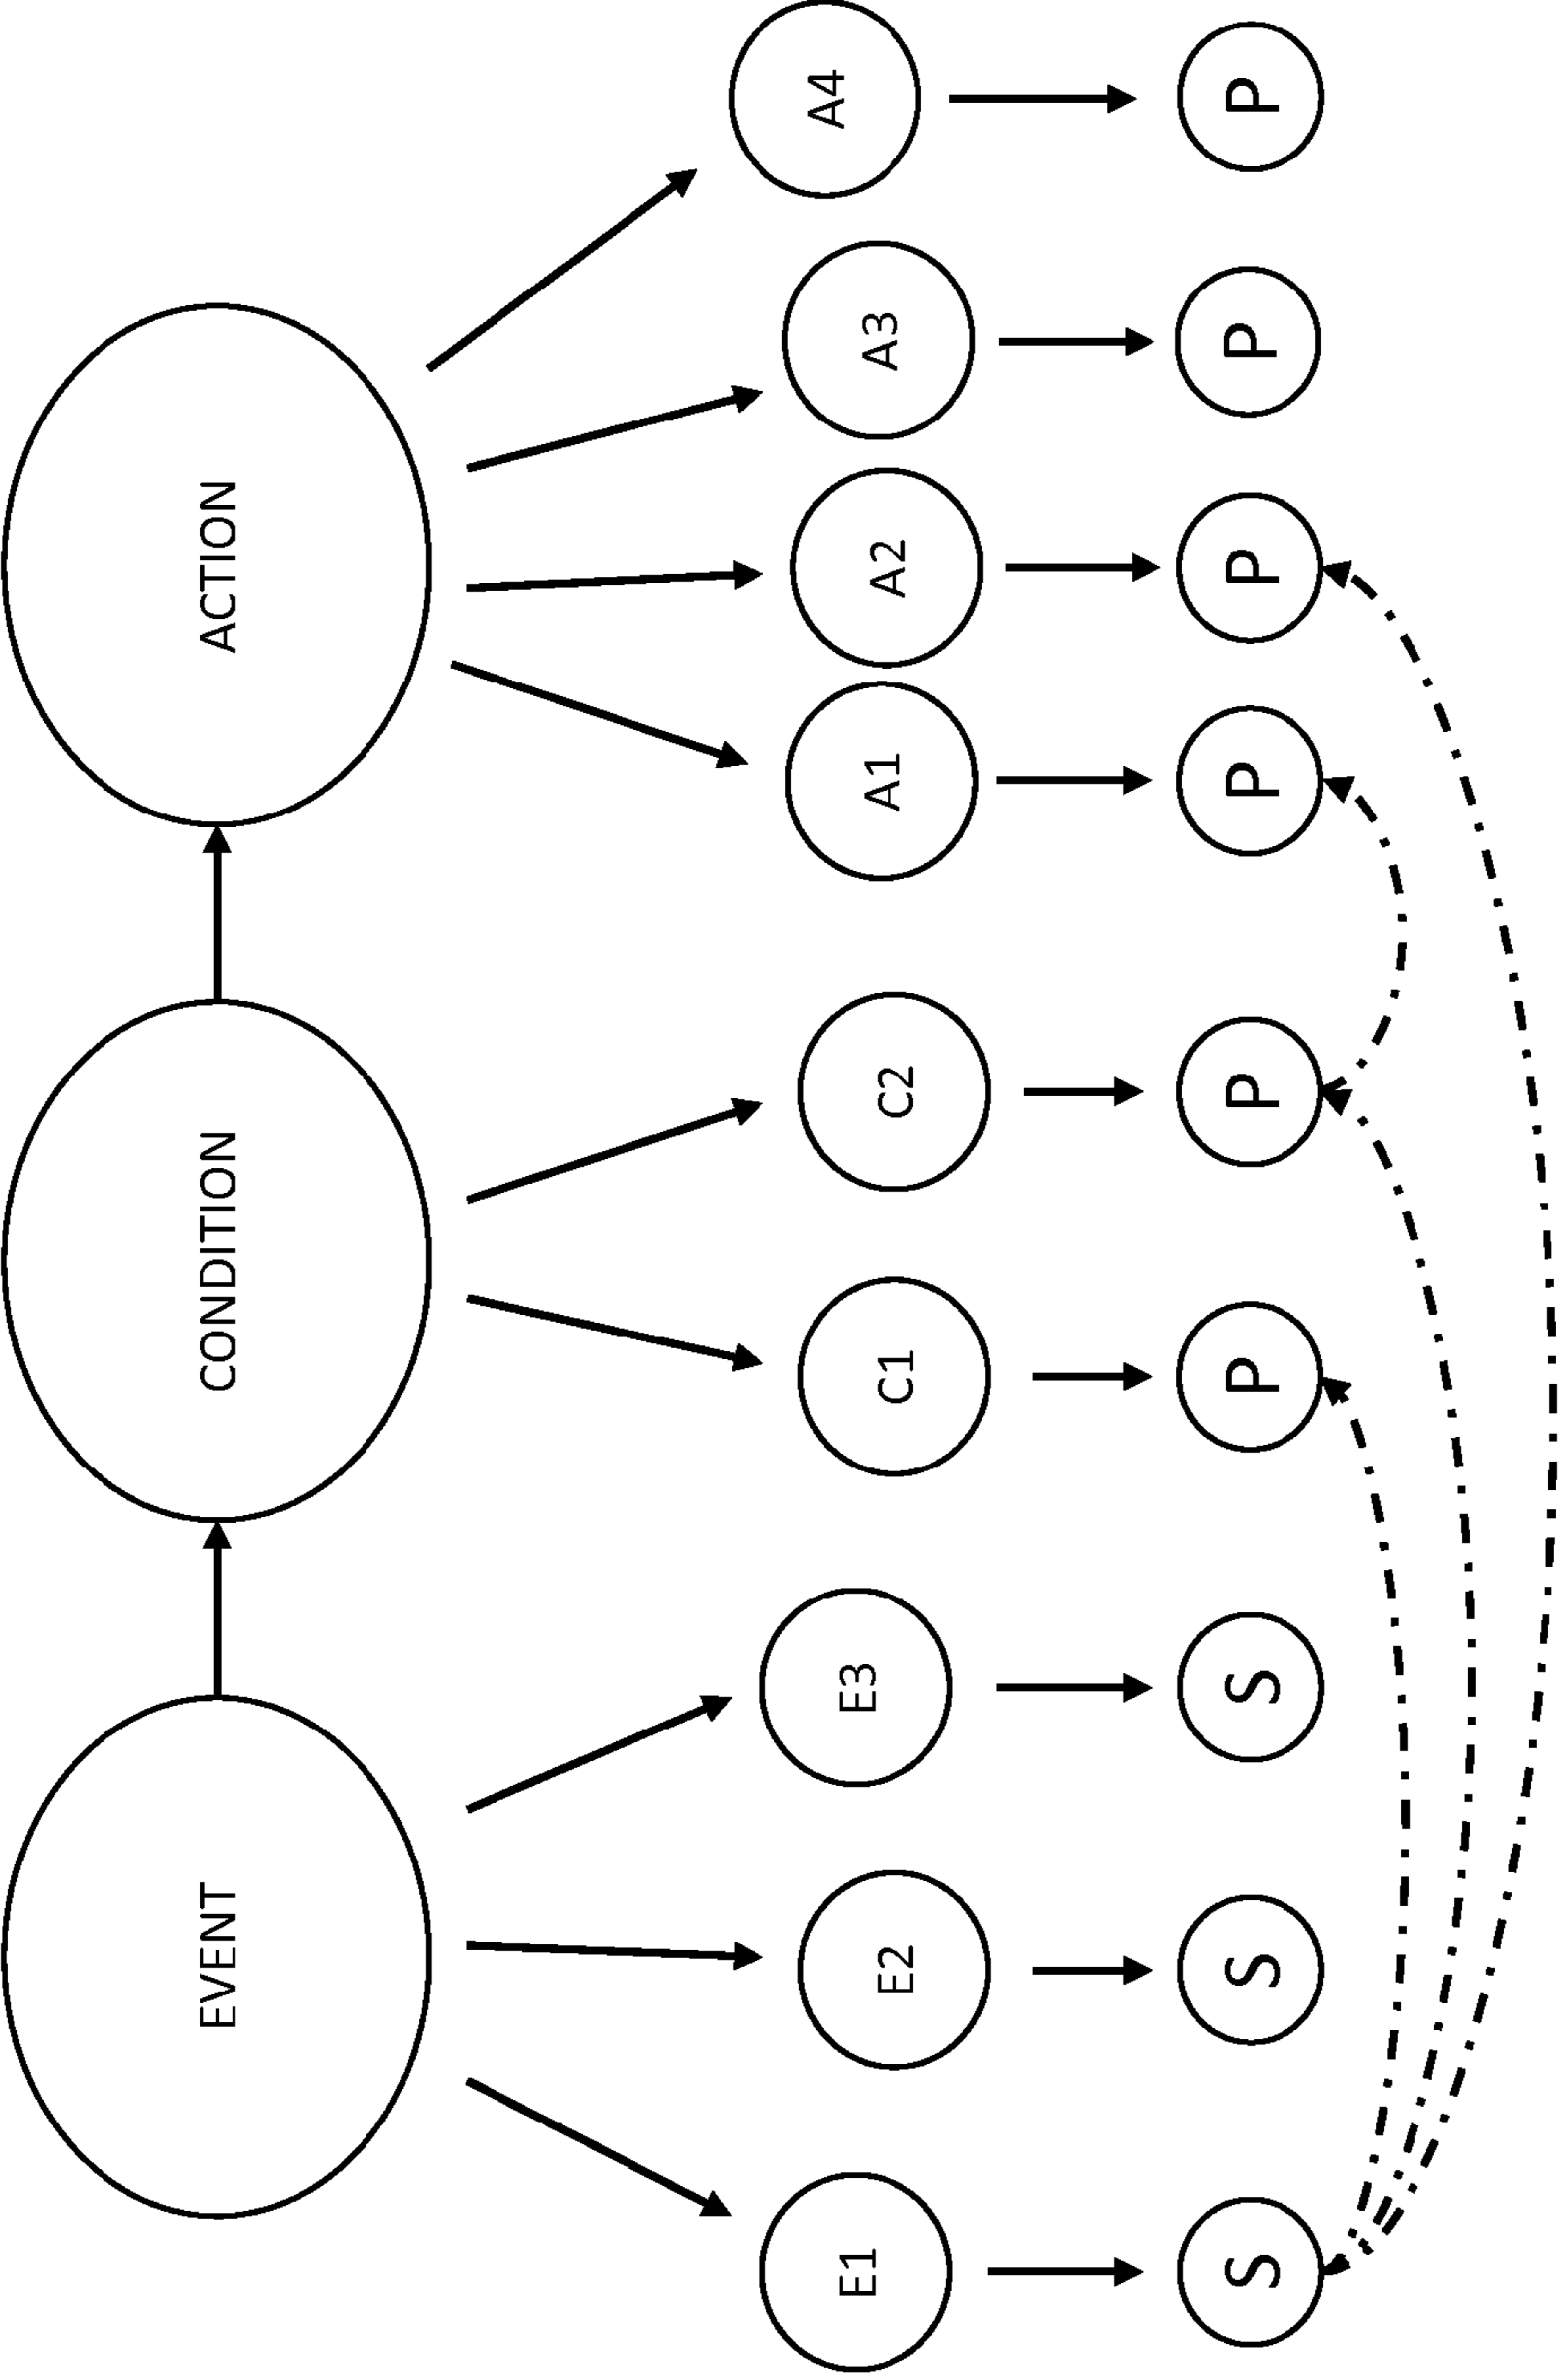 EVENT
CONDITION
ACTION
E1
E2
E3
C1
C2
A1
A2
A3
A4
S
S
S
P
P
P
P
P
P